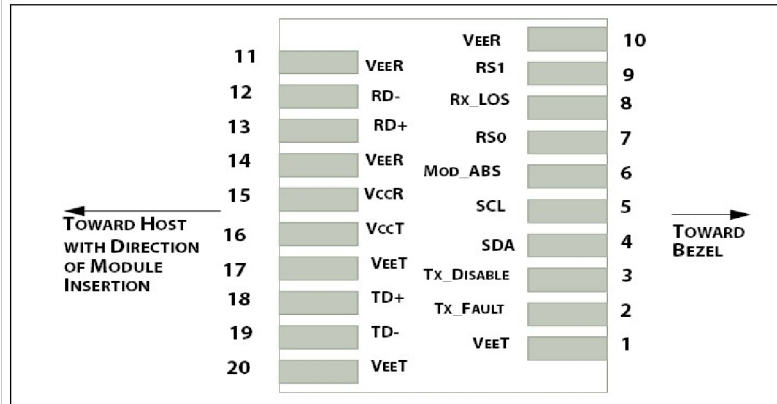 11 VEER
12 RD-
13 RD+
14 VEER
15 VCCR
16 VCCT
17 VEET
18 TD+
19 TD-
20 VEET
TOWARD HOST
WITH DIRECTION
OF MODULE
INSERTION
VEER 10
RS1 9
RX_LOS 8
RS0 7
MOD_ABS 6
SCL 5
SDA 4
TX_DISABLE 3
TX_FAULT 2
VEET 1
TOWARD
BEZEL